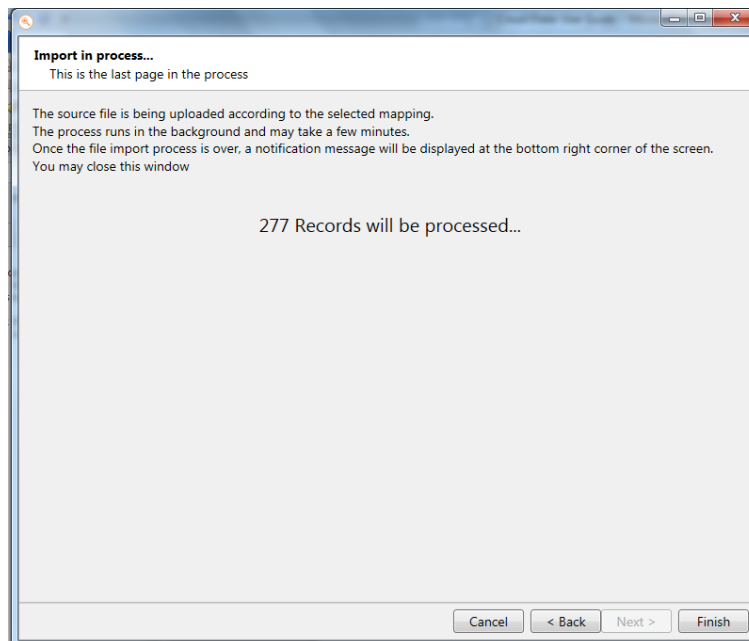 Import in process...
This is the last page in the process
The source file is being uploaded according to the selected mapping.
The process runs in the background and may take a few minutes.
Once the file import process is over, a notification message will be displayed at the bottom right corner of the screen.
You may close this window
277 Records will be processed...
Cancel
< Back
Next >
Finish